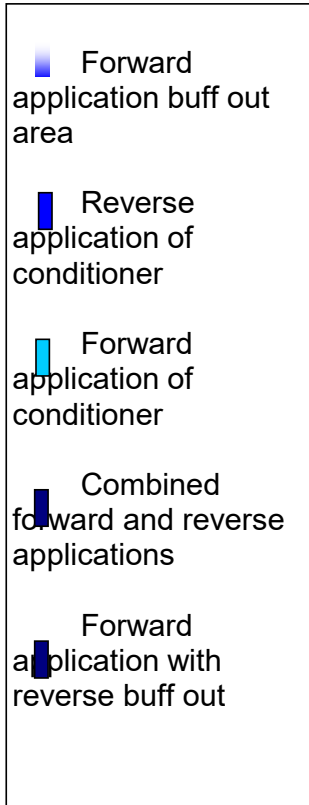 Forward
application buff out
area
Reverse
application of
conditioner
Forward
application of
conditioner
Combined
forward and reverse
applications
Forward
application with
reverse buff out